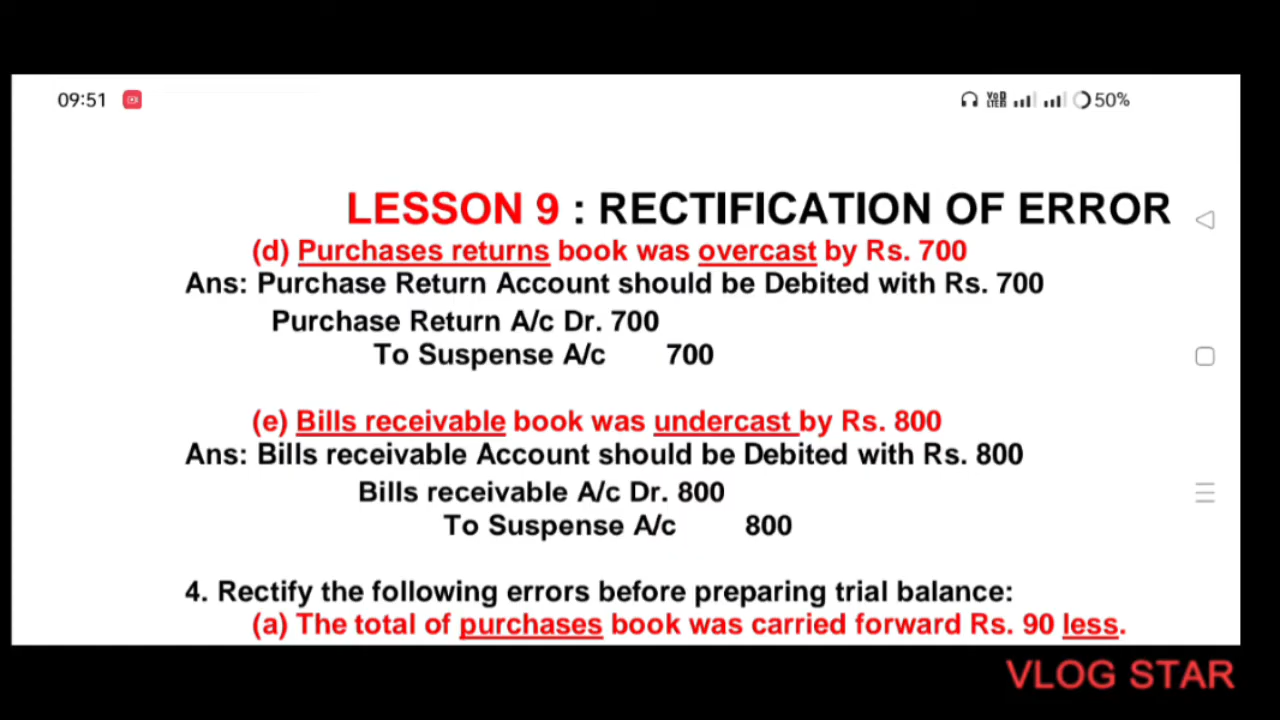 09:51
VoD LTED 50%
LESSON 9 : RECTIFICATION OF ERROR
(d) Purchases returns book was overcast by Rs. 700
Ans: Purchase Return Account should be Debited with Rs. 700
Purchase Return A/c Dr. 700
To Suspense A/c 700
(e) Bills receivable book was undercast by Rs. 800
Ans: Bills receivable Account should be Debited with Rs. 800
Bills receivable A/c Dr. 800
To Suspense A/c 800
4. Rectify the following errors before preparing trial balance:
(a) The total of purchases book was carried forward Rs. 90 less.
VLOG STAR